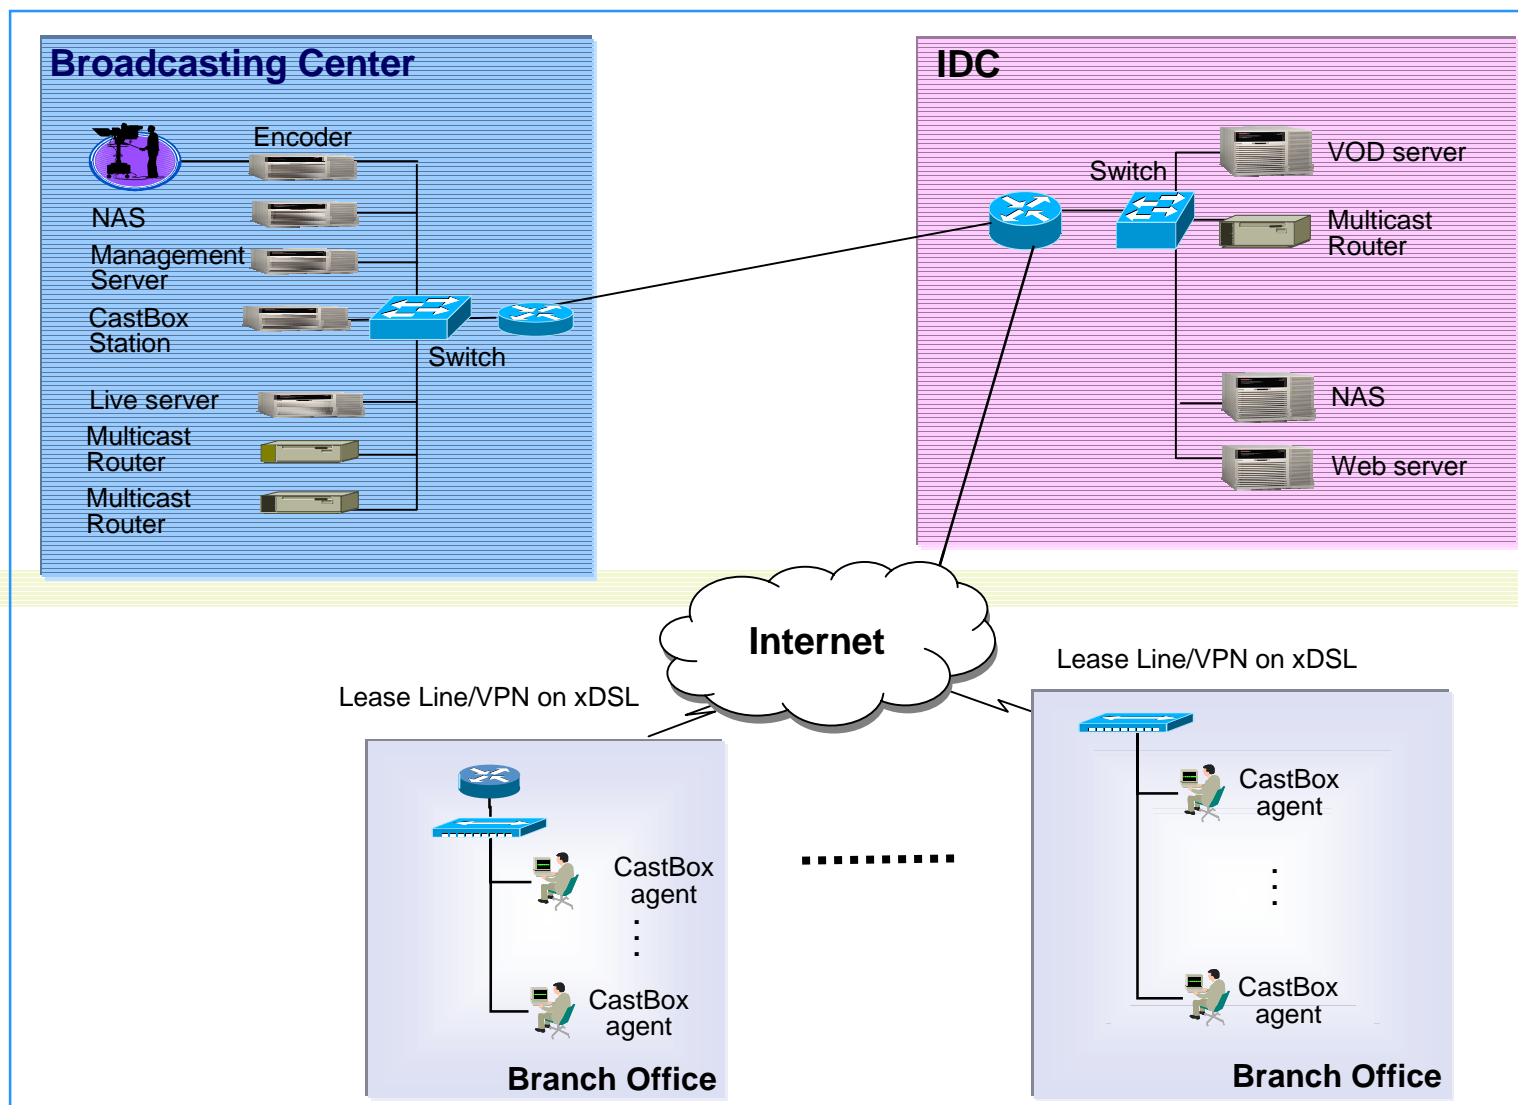 Broadcasting Center
Encoder
NAS
Management
Server
CastBox
Station
Switch
Live server
Multicast
Router
Multicast
Router
IDC
Switch
VOD server
Multicast
Router
NAS
Web server
Internet
Lease Line/VPN on xDSL
Lease Line/VPN on xDSL
CastBox
agent
CastBox
agent
Branch Office
CastBox
agent
CastBox
agent
Branch Office